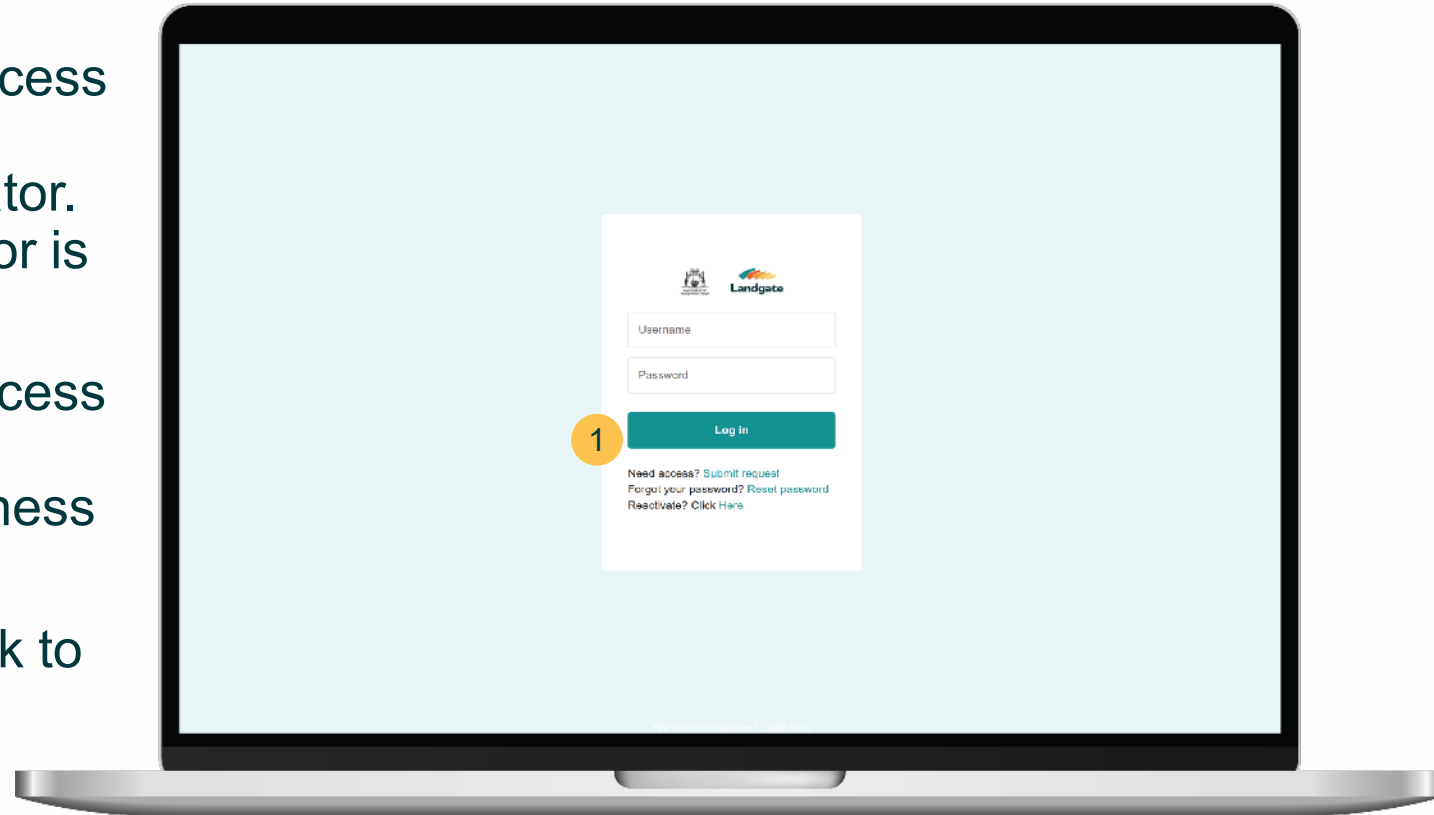 cess
tor.
or is
cess
ness
k to
Landgate
Username
Password
1
Log in
Need access? Submit request
Forgot your password? Reset password
Reactivate? Click Here